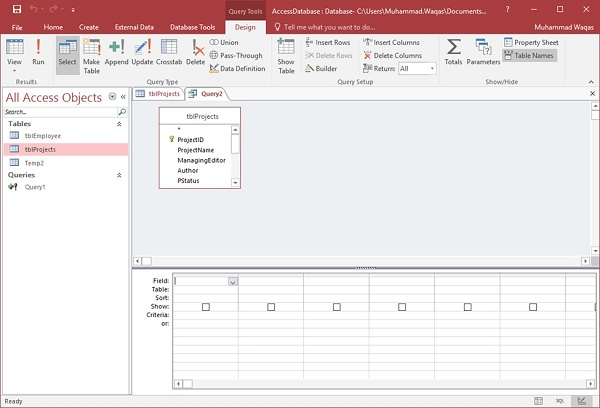 Query Tools
AccessDatabase : Database- C:\Users\Muhammad.Waqas\Documents...
?
File Home Create External Data Database Tools Design Tell me what you want to do... Muhammad Waqas
View
Run
Select
Make Table
Append
Update
Crosstab
Delete
Union
Pass-Through
Data Definition
Show Table
Insert Rows
Delete Rows
Builder
Insert Columns
Delete Columns
Return: All
Totals
Parameters
Property Sheet
Table Names
Results Query Type Query Setup Show/Hide
All Access Objects
Search...
Tables
tblEmployee
tblProjects
Temp2
Queries
Query1
tblProjects Query2
tblProjects
*
ProjectID
ProjectName
ManagingEditor
Author
PStatus
Field:
Table:
Sort:
Show:
Criteria:
or:
Ready
SQL